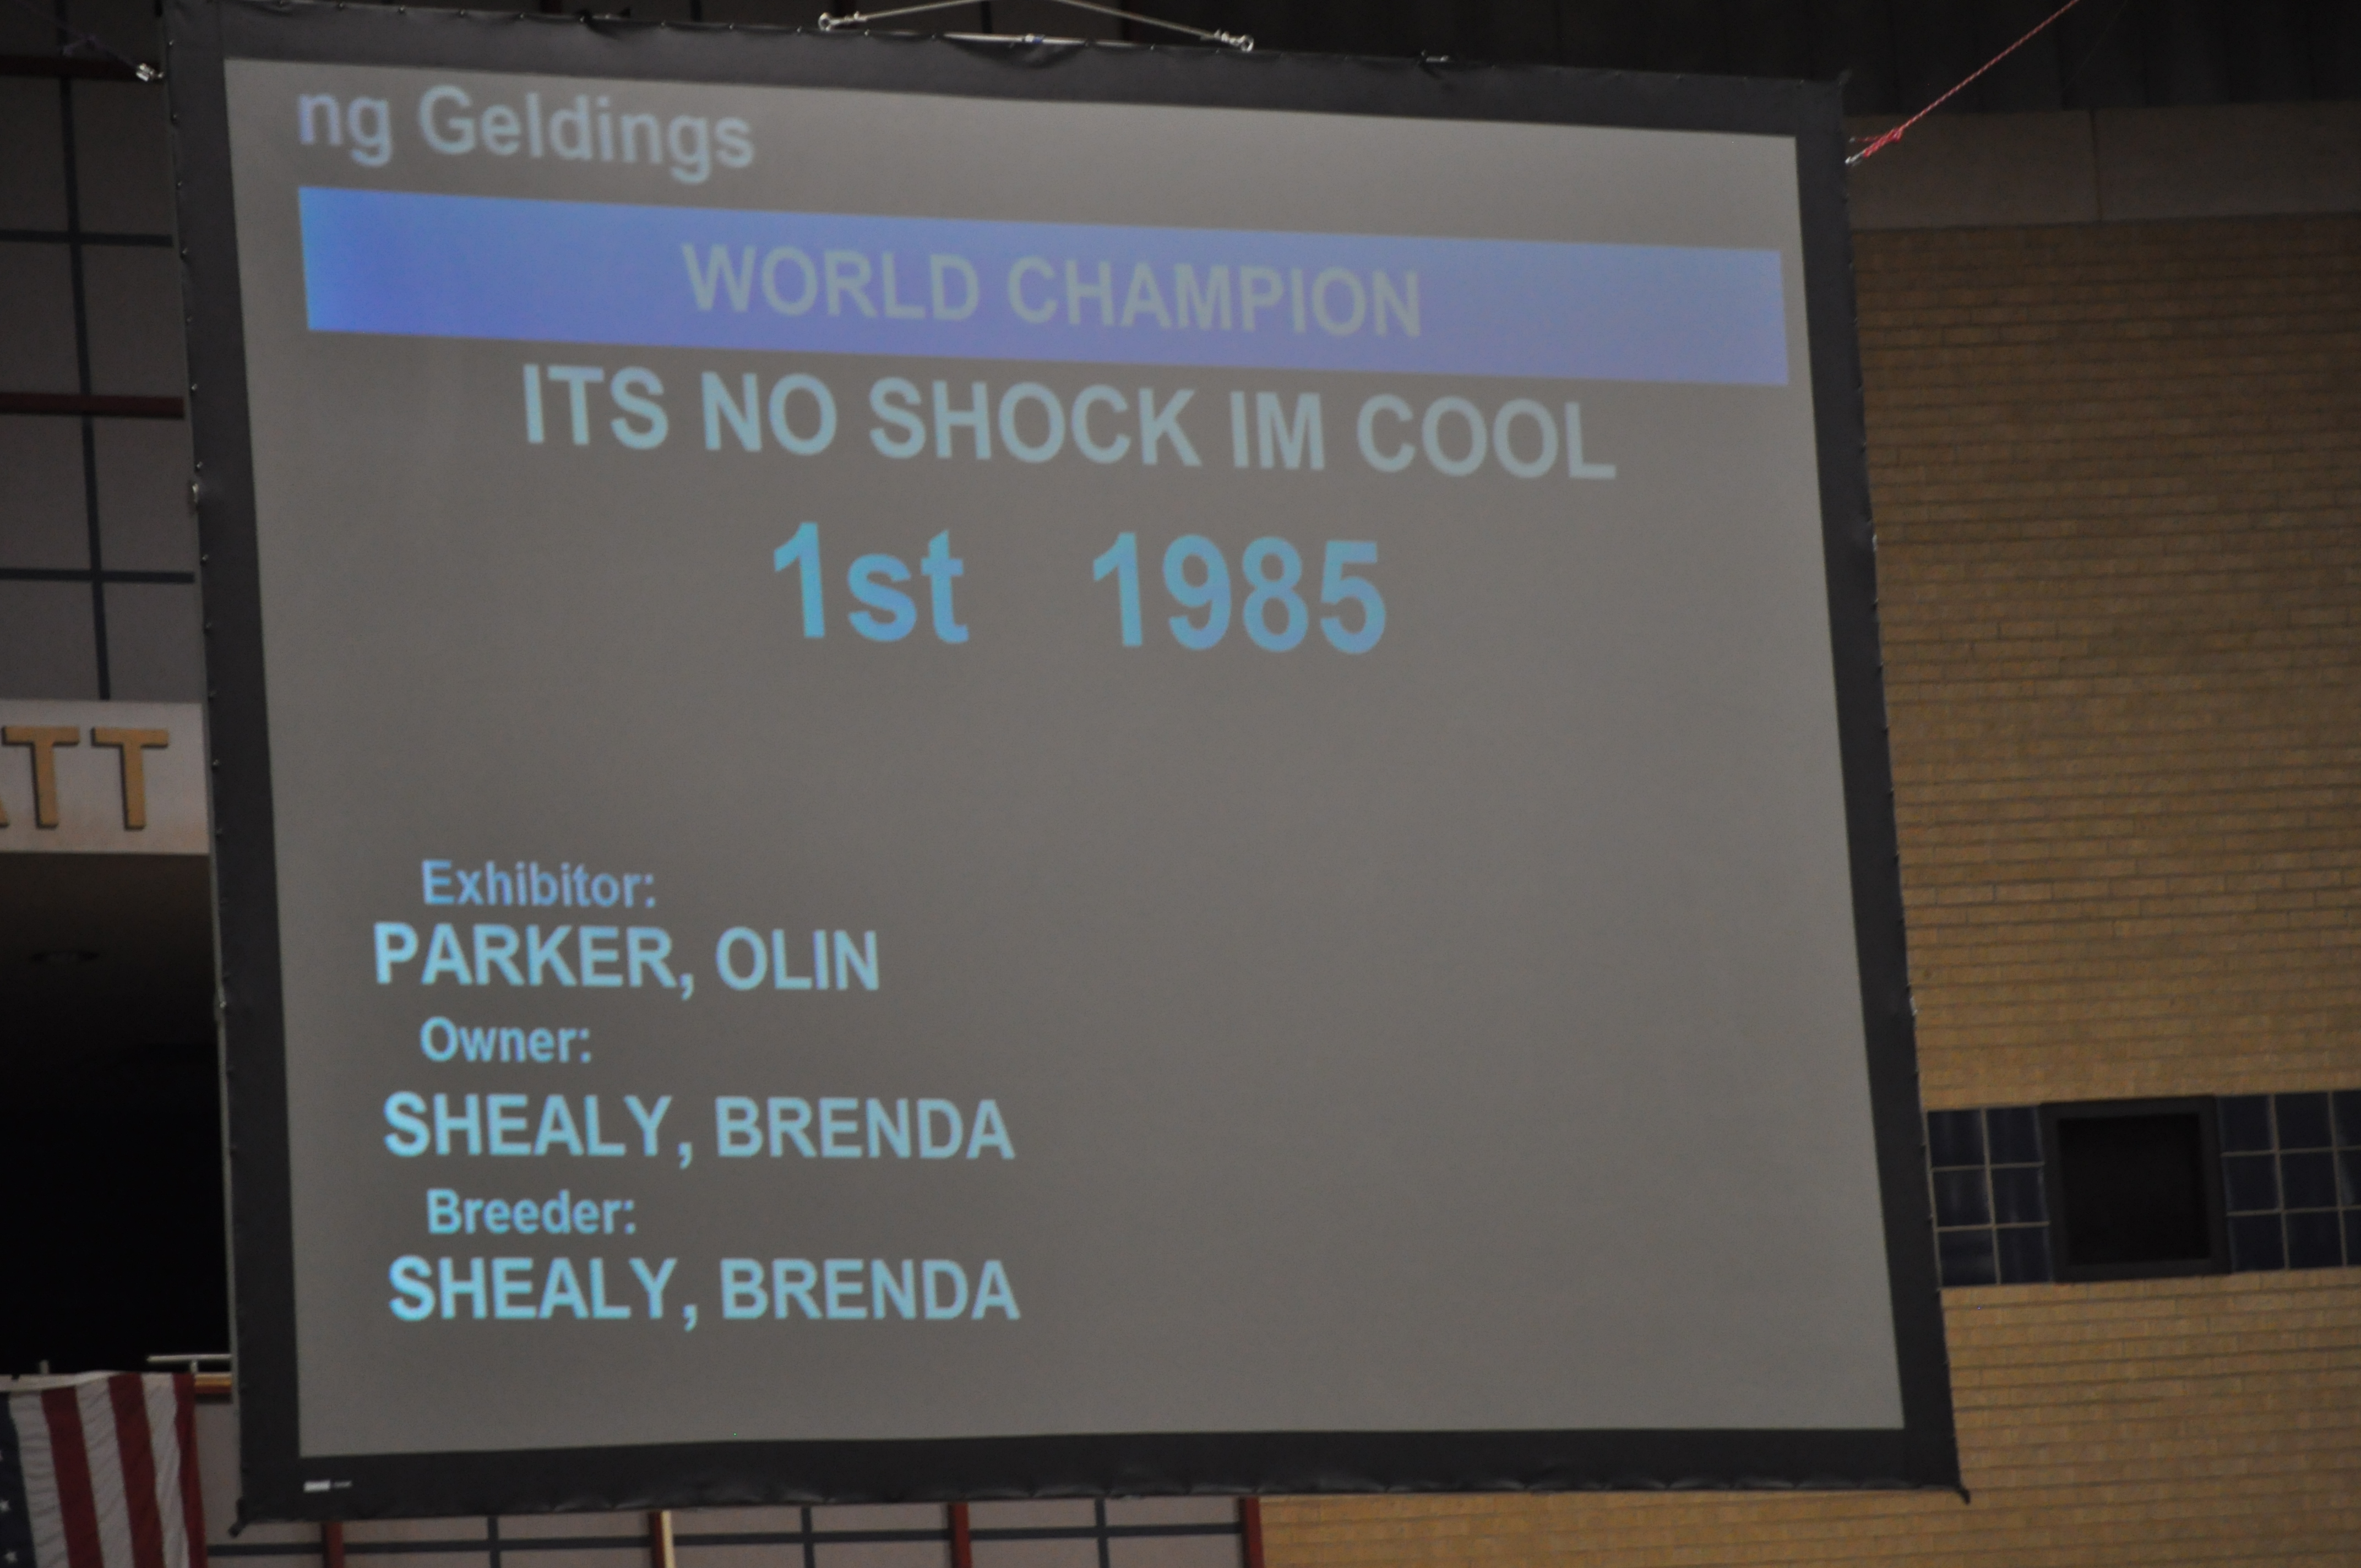 ng Geldings
WORLD CHAMPION
ITS NO SHOCK IM COOL
1st 1985
TT
Exhibitor:
PARKER, OLIN
Owner:
SHEALY, BRENDA
Breeder:
SHEALY, BRENDA